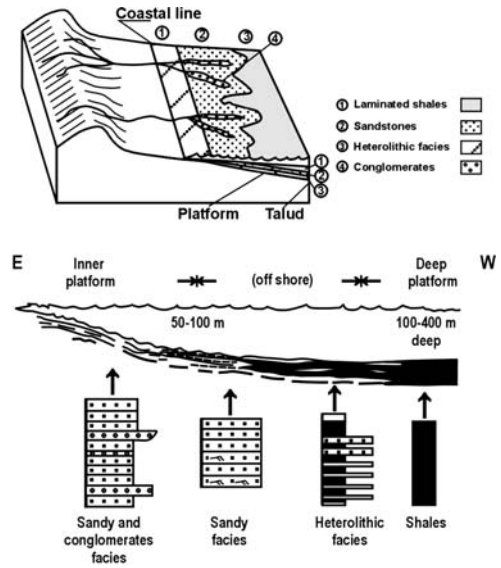 Coastal line
① ② ③ ④
① Laminated shales
② Sandstones
③ Heterolithic facies
④ Conglomerates
①
②
③
Platform
Talud
E
W
Inner
platform
(off shore)
Deep
platform
50-100 m
100-400 m
deep
Sandy and
conglomerates
facies
Sandy
facies
Heterolithic
facies
Shales